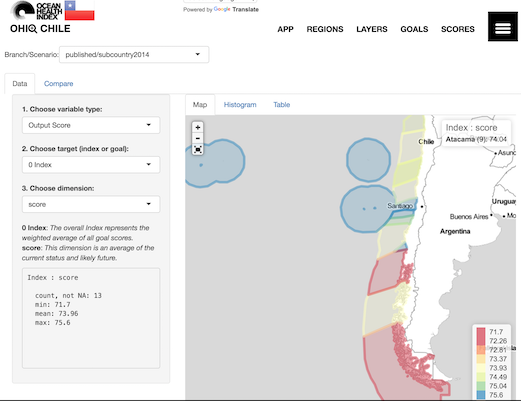 OCEAN
HEALTH
INDEX
OHIQ CHILE
Powered by Google Translate
APP REGIONS LAYERS GOALS SCORES
Branch/Scenario: published/subcountry2014
Data Compare
1. Choose variable type:
Output Score
2. Choose target (index or goal):
0 Index
3. Choose dimension:
score
0 Index: The overall Index represents the
weighted average of all goal scores.
score: This dimension is an average of the
current status and likely future.
Index : score
count, not NA: 13
min: 71.7
mean: 73.96
max: 75.6
Map Histogram Table
+
-
Index : score
Atacama (9): 74.04
Chile
Asunc
Santiago
Urugua
Buenos Aires
Mo
Argentina
71.7
72.26
72.81
73.37
73.93
74.49
75.04
75.6